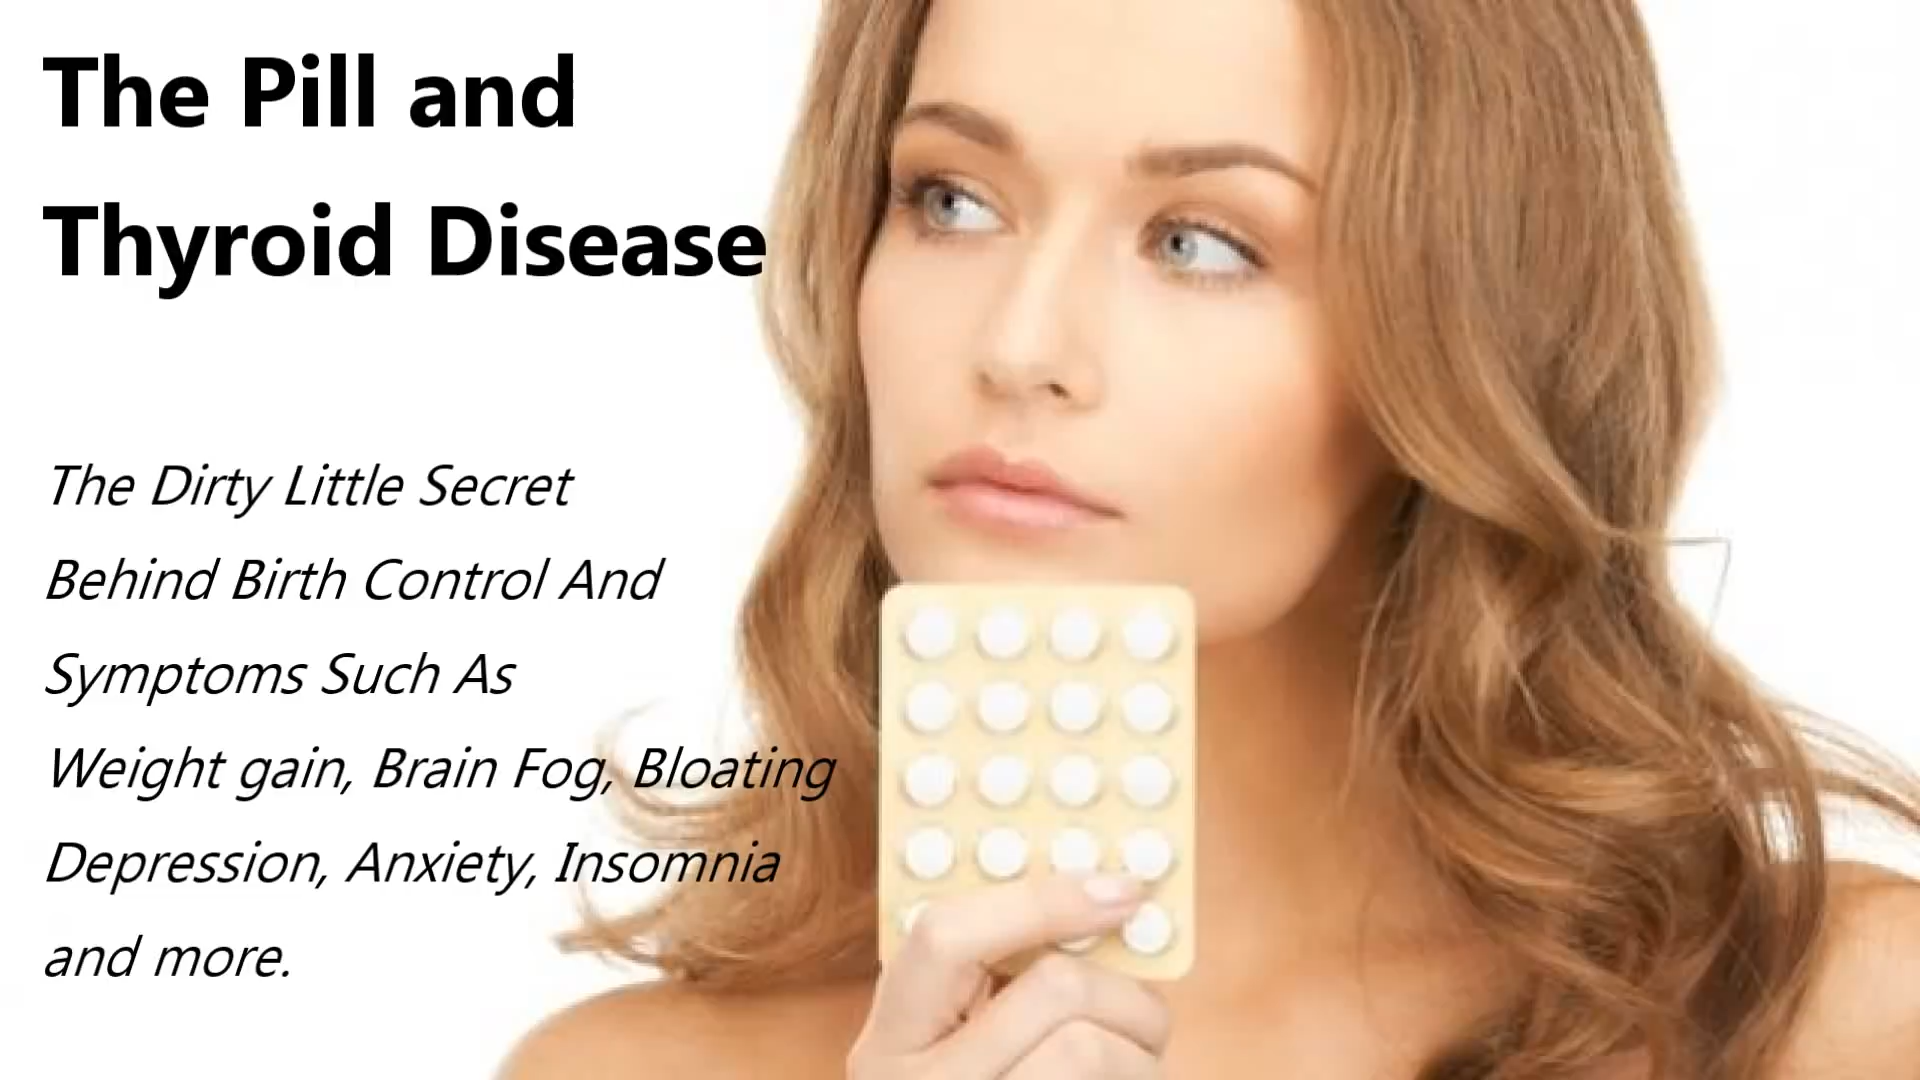 The Pill and
Thyroid Disease
The Dirty Little Secret
Behind Birth Control And
Symptoms Such As
Weight gain, Brain Fog, Bloating
Depression, Anxiety, Insomnia
and more.